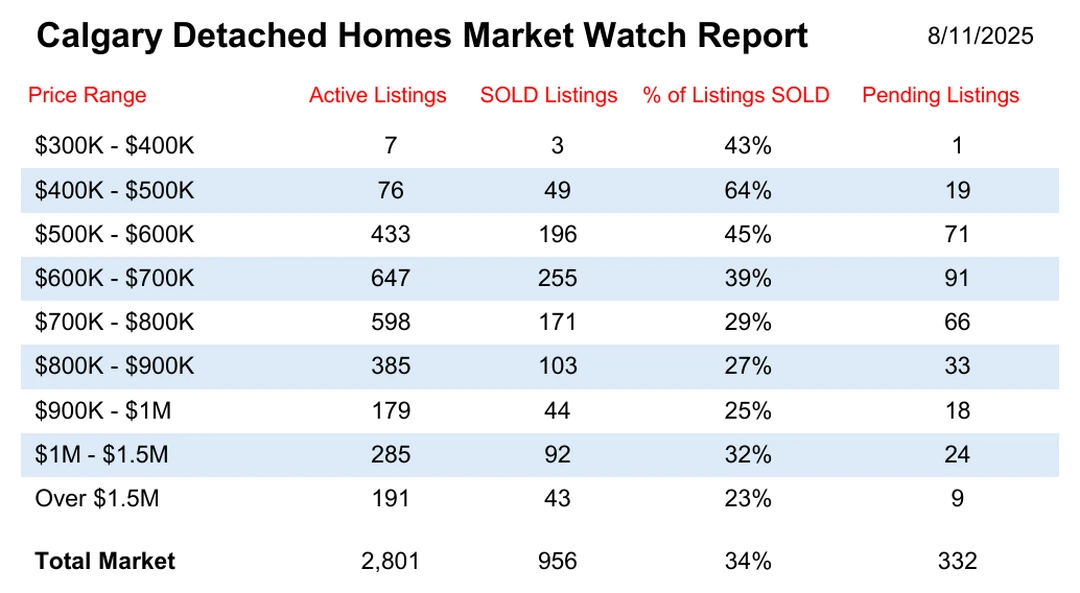 Calgary Detached Homes Market Watch Report 8/11/2025
Price Range Active Listings SOLD Listings % of Listings SOLD Pending Listings
$300K - $400K 7 3 43% 1
$400K - $500K 76 49 64% 19
$500K - $600K 433 196 45% 71
$600K - $700K 647 255 39% 91
$700K - $800K 598 171 29% 66
$800K - $900K 385 103 27% 33
$900K - $1M 179 44 25% 18
$1M - $1.5M 285 92 32% 24
Over $1.5M 191 43 23% 9
Total Market 2,801 956 34% 332